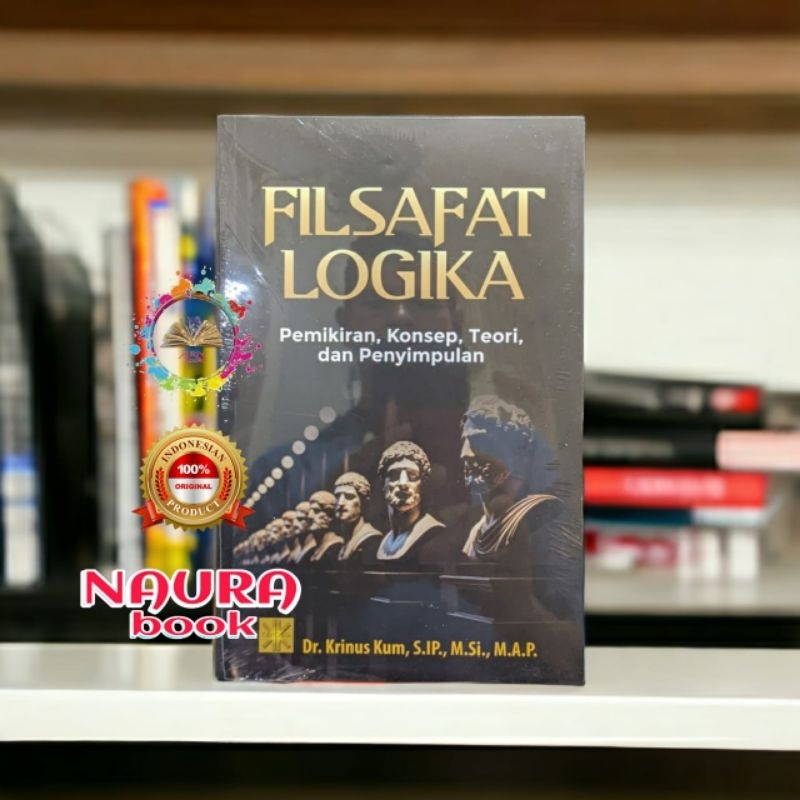 FILSAFAT
LOGIKA
Pemikiran, Konsep, Teori,
dan Penyimpulan
INDONESIAN
100%
ORIGINAL
PRODUCT
NAURA
book
Dr. Krinus Kum, S.IP., M.Si., M.A.P.